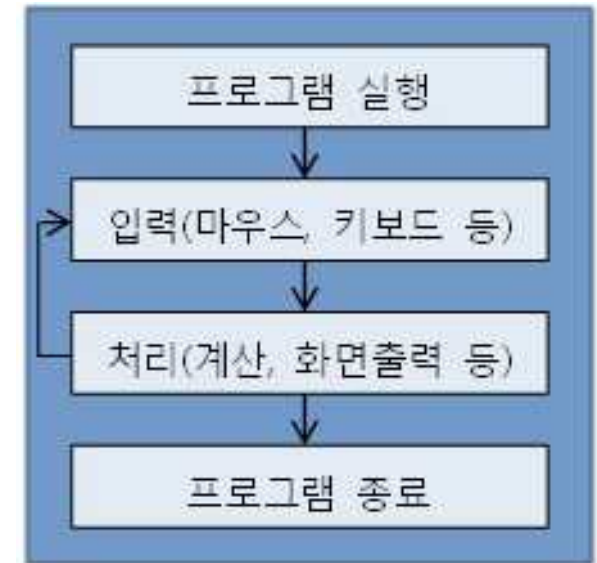 프로그램 실행
입력(마우스, 키보드 등)
처리(계산, 화면출력 등)
프로그램 종료